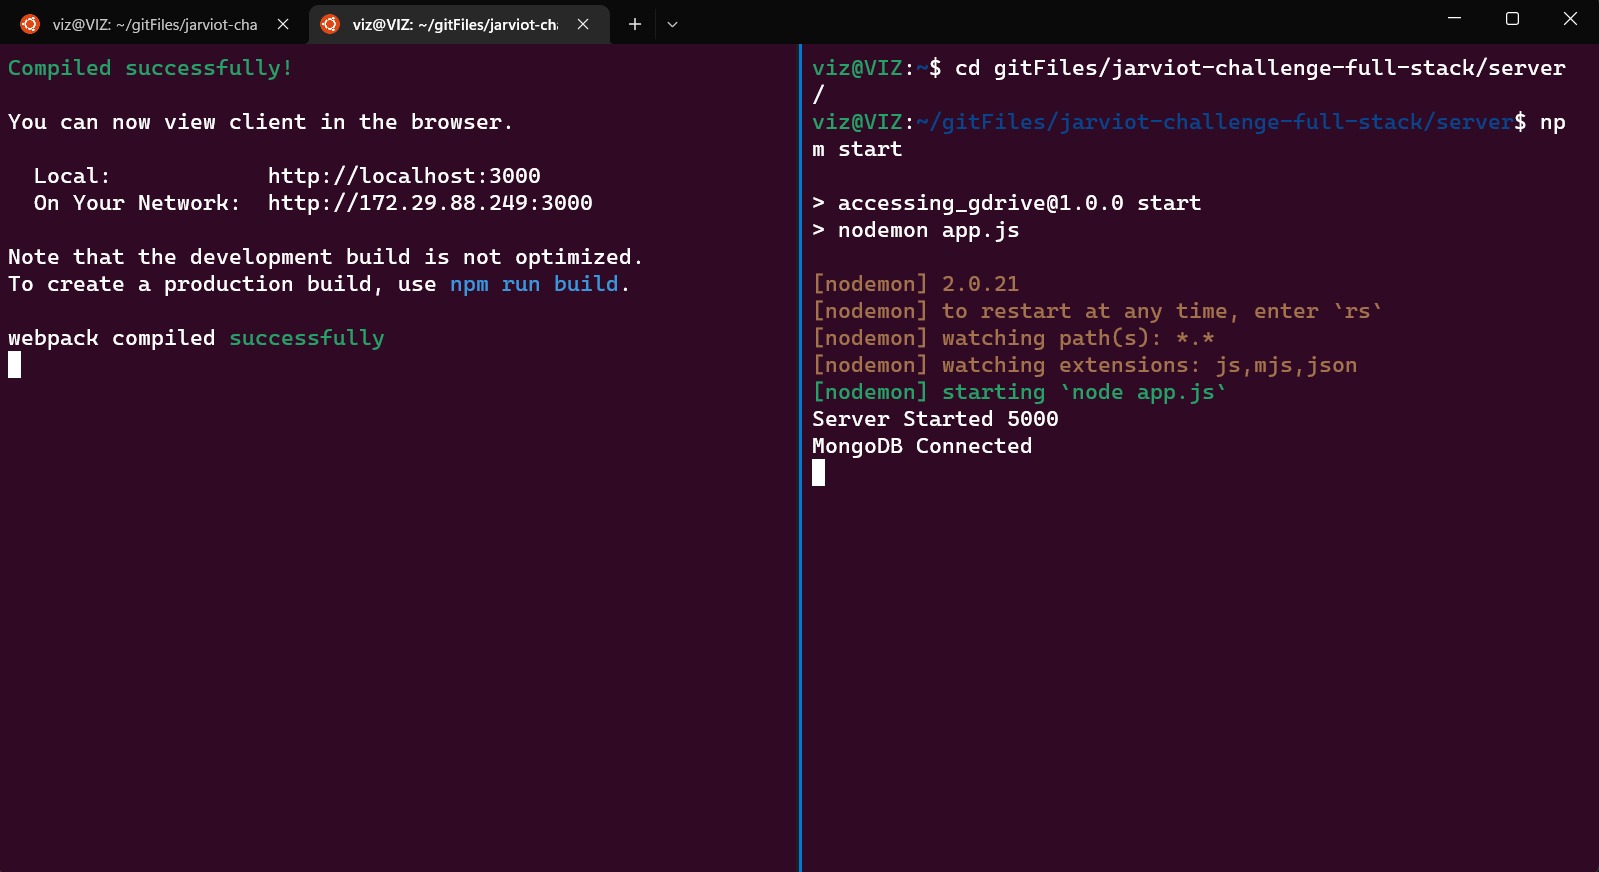 viz@VIZ: ~/gitFiles/jarviot-cha
viz@VIZ: ~/gitFiles/jarviot-ch
Compiled successfully!
You can now view client in the browser.
Local: http://localhost:3000
On Your Network: http://172.29.88.249:3000
Note that the development build is not optimized.
To create a production build, use npm run build.
webpack compiled successfully
viz@VIZ:~$ cd gitFiles/jarviot-challenge-full-stack/server
/
viz@VIZ:~/gitFiles/jarviot-challenge-full-stack/server$ np
m start
> accessing_gdrive@1.0.0 start
> nodemon app.js
[nodemon] 2.0.21
[nodemon] to restart at any time, enter `rs`
[nodemon] watching path(s): *.*
[nodemon] watching extensions: js,mjs,json
[nodemon] starting `node app.js`
Server Started 5000
MongoDB Connected